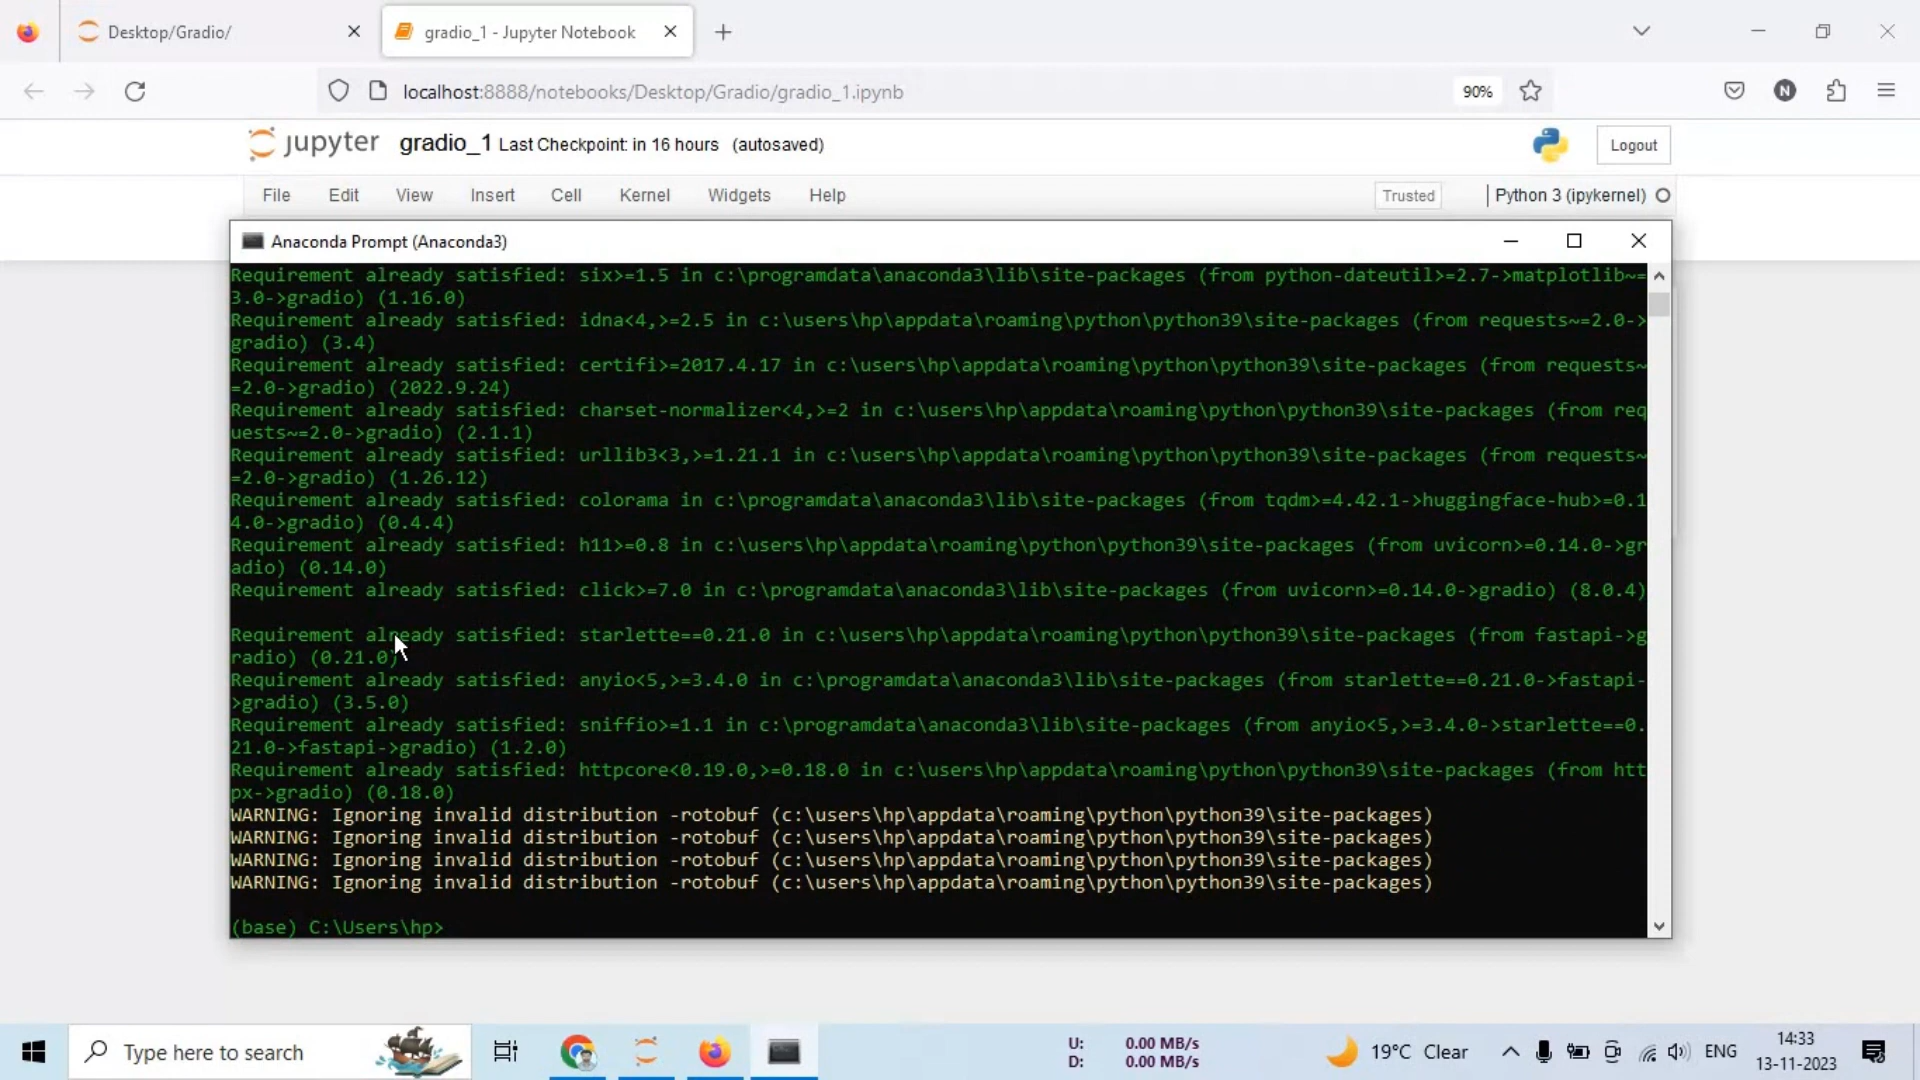 Desktop/Gradio/
gradio_1 - Jupyter Notebook
localhost:8888/notebooks/Desktop/Gradio/gradio_1.ipynb
90%
N
jupyter gradio_1 Last Checkpoint: in 16 hours (autosaved)
Logout
File Edit View Insert Cell Kernel Widgets Help
Trusted
Python 3 (ipykernel)
Anaconda Prompt (Anaconda3)
Requirement already satisfied: six>=1.5 in c:\programdata\anaconda3\lib\site-packages (from python-dateutil>=2.7->matplotlib~=
3.0->gradio) (1.16.0)
Requirement already satisfied: idna<4,>=2.5 in c:\users\hp\appdata\roaming\python\python39\site-packages (from requests~=2.0->
gradio) (3.4)
Requirement already satisfied: certifi>=2017.4.17 in c:\users\hp\appdata\roaming\python\python39\site-packages (from requests~
=2.0->gradio) (2022.9.24)
Requirement already satisfied: charset-normalizer<4,>=2 in c:\users\hp\appdata\roaming\python\python39\site-packages (from req
uests~=2.0->gradio) (2.1.1)
Requirement already satisfied: urllib3<3,>=1.21.1 in c:\users\hp\appdata\roaming\python\python39\site-packages (from requests~
=2.0->gradio) (1.26.12)
Requirement already satisfied: colorama in c:\programdata\anaconda3\lib\site-packages (from tqdm>=4.42.1->huggingface-hub>=0.1
4.0->gradio) (0.4.4)
Requirement already satisfied: h11>=0.8 in c:\users\hp\appdata\roaming\python\python39\site-packages (from uvicorn>=0.14.0->gr
adio) (0.14.0)
Requirement already satisfied: click>=7.0 in c:\programdata\anaconda3\lib\site-packages (from uvicorn>=0.14.0->gradio) (8.0.4)
Requirement already satisfied: starlette==0.21.0 in c:\users\hp\appdata\roaming\python\python39\site-packages (from fastapi->g
radio) (0.21.0)
Requirement already satisfied: anyio<5,>=3.4.0 in c:\programdata\anaconda3\lib\site-packages (from starlette==0.21.0->fastapi-
>gradio) (3.5.0)
Requirement already satisfied: sniffio>=1.1 in c:\programdata\anaconda3\lib\site-packages (from anyio<5,>=3.4.0->starlette==0.
21.0->fastapi->gradio) (1.2.0)
Requirement already satisfied: httpcore<0.19.0,>=0.18.0 in c:\users\hp\appdata\roaming\python\python39\site-packages (from htt
px->gradio) (0.18.0)
WARNING: Ignoring invalid distribution -rotobuf (c:\users\hp\appdata\roaming\python\python39\site-packages)
WARNING: Ignoring invalid distribution -rotobuf (c:\users\hp\appdata\roaming\python\python39\site-packages)
WARNING: Ignoring invalid distribution -rotobuf (c:\users\hp\appdata\roaming\python\python39\site-packages)
WARNING: Ignoring invalid distribution -rotobuf (c:\users\hp\appdata\roaming\python\python39\site-packages)
(base) C:\Users\hp>
Type here to search
U: 0.00 MB/s
D: 0.00 MB/s
19°C Clear
ENG
14:33
13-11-2023